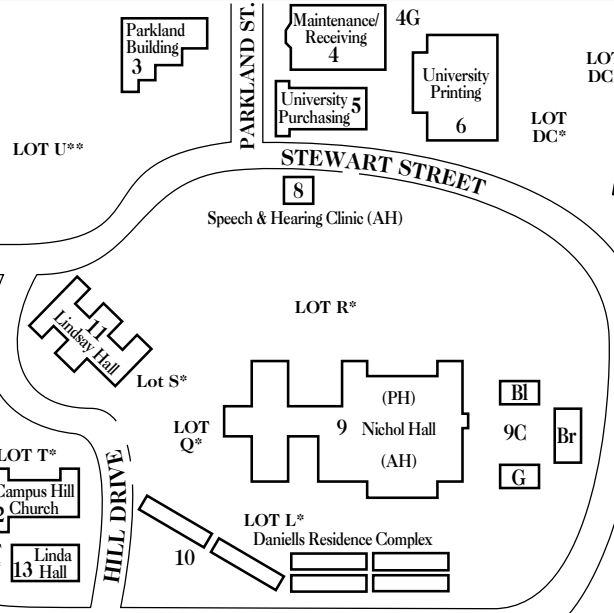 Parkland
Building
3
PARKLAND ST.
Maintenance/
Receiving
4
4G
University
Purchasing
5
University
Printing
6
LOT
DC*
LOT U**
STEWART STREET
8
Speech & Hearing Clinic (AH)
LOT R*
11
Lindsay Hall
Lot S*
LOT
Q*
(PH)
9 Nichol Hall
(AH)
Bl
9C
Br
G
LOT T*
Campus Hill
Church
HILL DRIVE
13
Linda
Hall
10
LOT L*
Daniells Residence Complex